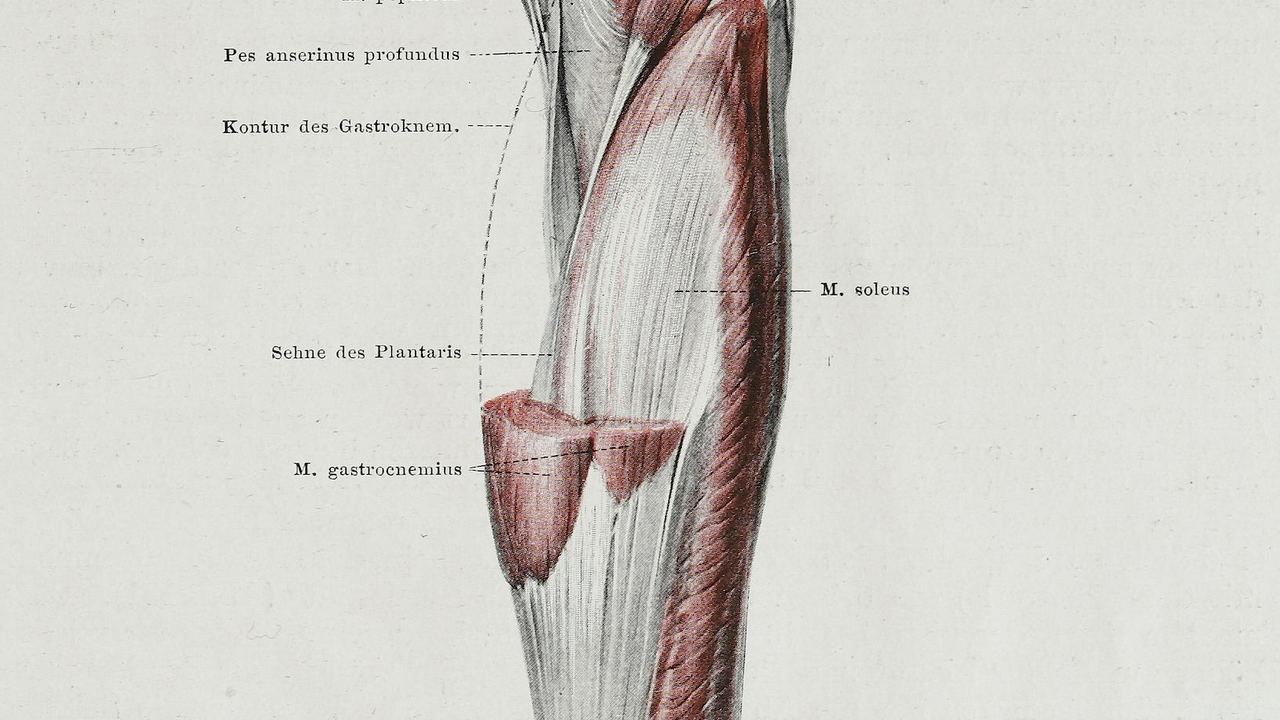 Pes anserinus profundus
Kontur des Gastroknem.
M. soleus
Sehne des Plantaris
M. gastrocnemius